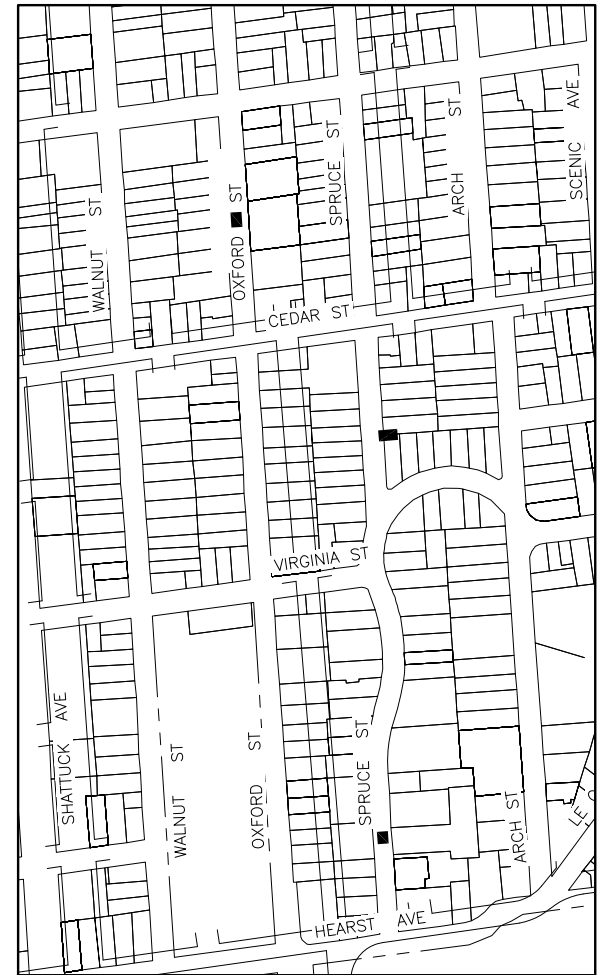 WALNUT ST
OXFORD ST
SPRUCE ST
ARCH ST
SCENIC AVE
CEDAR ST
VIRGINIA ST
SHATTUCK AVE
WALNUT ST
OXFORD ST
SPRUCE ST
ARCH ST
LE
HEARST AVE